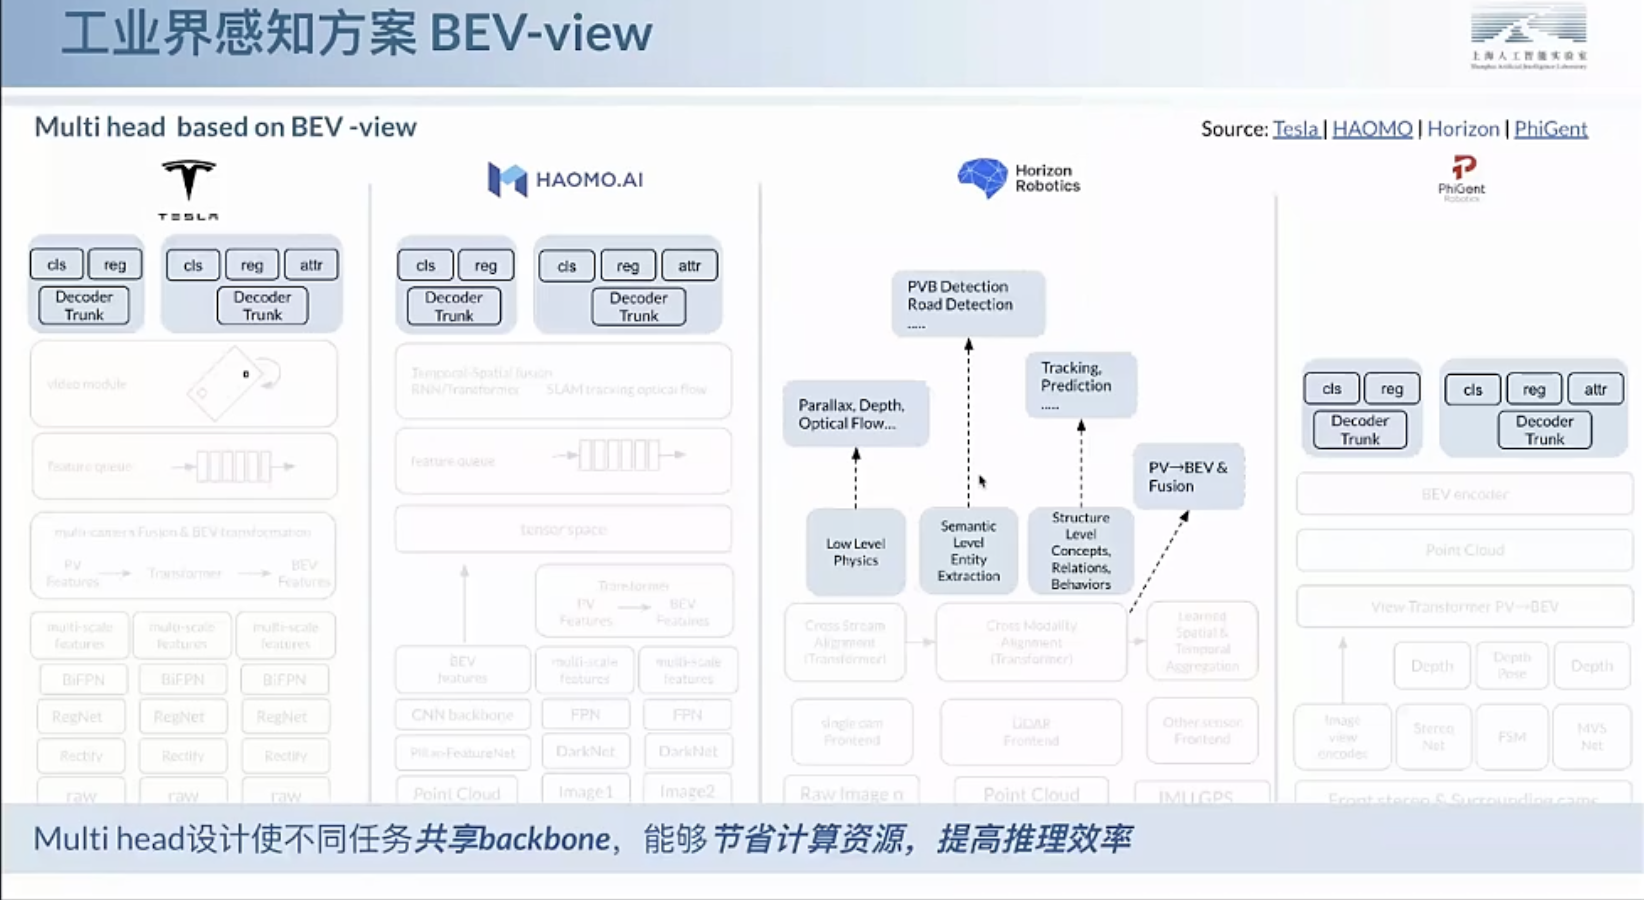 工业界感知方案 BEV-view
上海人工智能实验室
Shanghai Artificial Intelligence Laboratory
Multi head based on BEV -view
Source: Tesla | HAOMO | Horizon | PhiGent
TESLA
cls reg
Decoder
Trunk
cls reg attr
Decoder
Trunk
video module
feature queue
multi-camera Fusion & BEV transformation
PV
Features
Transformer
BEV
Features
multi-scale
features
multi-scale
features
multi-scale
features
BiFPN BiFPN BiFPN
RegNet RegNet RegNet
Rectify Rectify Rectify
raw raw raw
HAOMO.AI
cls reg
Decoder
Trunk
cls reg attr
Decoder
Trunk
Temporal-Spatial fusion
RNN/Transformer SLAM tracking optical flow
feature queue
tensor space
Transformer
PV
Features
BEV
Features
BEV
features
multi-scale
features
multi-scale
features
CNN backbone FPN FPN
PillarFeatureNet DarkNet DarkNet
Point Cloud Image1 Image2
Horizon
Robotics
PVB Detection
Road Detection
.....
Tracking,
Prediction
.....
Parallax, Depth,
Optical Flow...
PV→BEV &
Fusion
Low Level
Physics
Semantic
Level
Entity
Extraction
Structure
Level
Concepts,
Relations,
Behaviors
Cross Stream
Alignment
(Transformer)
Cross Modality
Alignment
(Transformer)
Learned
Spatial &
Temporal
Aggregation
single cam
Frontend
LiDAR
Frontend
Other sensor
Frontend
Raw Image n Point Cloud IMU GPS
PhiGent
Robotics
cls reg
Decoder
Trunk
cls reg attr
Decoder
Trunk
BEV encoder
Point Cloud
View Transformer PV→BEV
Depth
Depth
Pose
Depth
Image
view
encoder
Stereo
Net
FSM
MVS
Net
Front stereo & Surrounding cams
Multi head设计使不同任务共享backbone，能够节省计算资源，提高推理效率